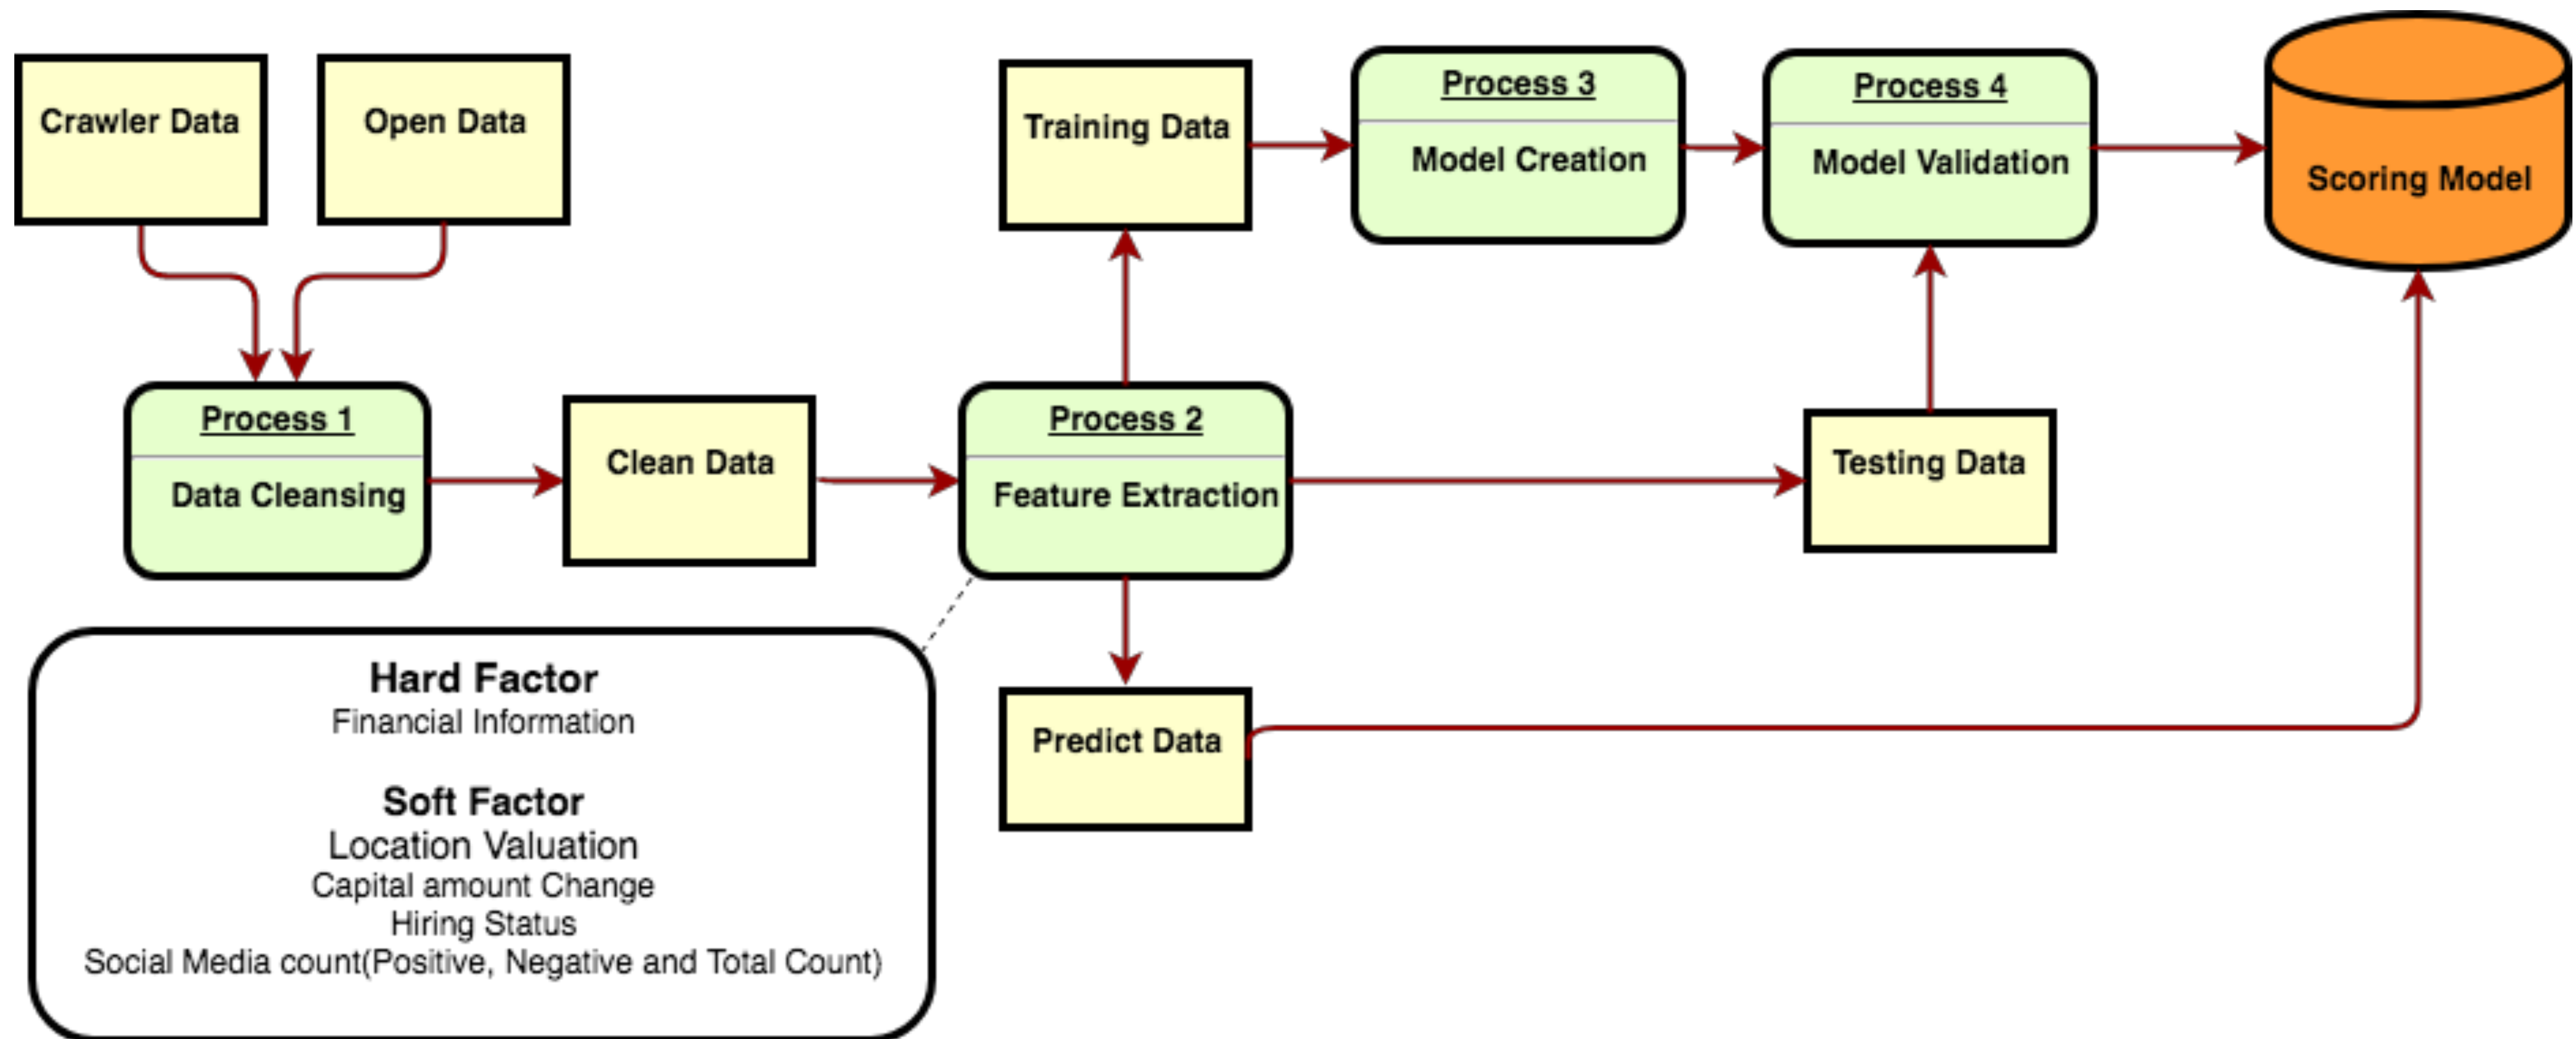 Crawler Data
Open Data
Training Data
Process 3
Model Creation
Process 4
Model Validation
Scoring Model
Process 1
Data Cleansing
Clean Data
Process 2
Feature Extraction
Testing Data
Predict Data
Hard Factor
Financial Information
Soft Factor
Location Valuation
Capital amount Change
Hiring Status
Social Media count(Positive, Negative and Total Count)